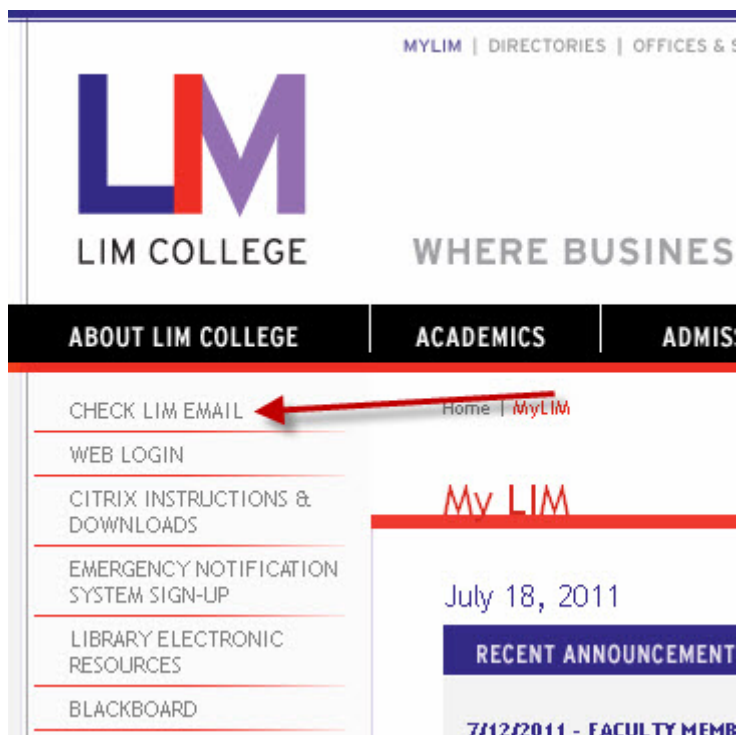 MYLIM | DIRECTORIES | OFFICES &
LIM
LIM COLLEGE
WHERE BUSINES
ABOUT LIM COLLEGE
ACADEMICS
ADMIS
CHECK LIM EMAIL
WEB LOGIN
CITRIX INSTRUCTIONS &
DOWNLOADS
EMERGENCY NOTIFICATION
SYSTEM SIGN-UP
LIBRARY ELECTRONIC
RESOURCES
BLACKBOARD
Home | MyLIM
My LIM
July 18, 2011
RECENT ANNOUNCEMENT
7/12/2011 - FACULTY MEMB